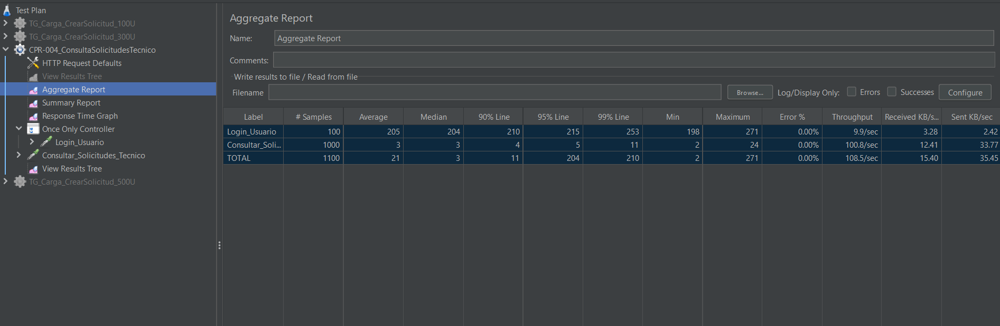 Test Plan
TG_Carga_CrearSolicitud_100U
TG_Carga_CrearSolicitud_300U
CPR-004_ConsultaSolicitudesTecnico
HTTP Request Defaults
View Results Tree
Aggregate Report
Summary Report
Response Time Graph
Once Only Controller
Login_Usuario
Consultar_Solicitudes_Tecnico
View Results Tree
TG_Carga_CrearSolicitud_500U
Aggregate Report
Name: Aggregate Report
Comments:
Write results to file / Read from file
Filename Browse... Log/Display Only: Errors Successes Configure
Label # Samples Average Median 90% Line 95% Line 99% Line Min Maximum Error % Throughput Received KB/s... Sent KB/sec
Login_Usuario 100 205 204 210 215 253 198 271 0.00% 9.9/sec 3.28 2.42
Consultar_Soli... 1000 3 3 4 5 11 2 24 0.00% 100.8/sec 12.41 33.77
TOTAL 1100 21 3 11 204 210 2 271 0.00% 108.5/sec 15.40 35.45